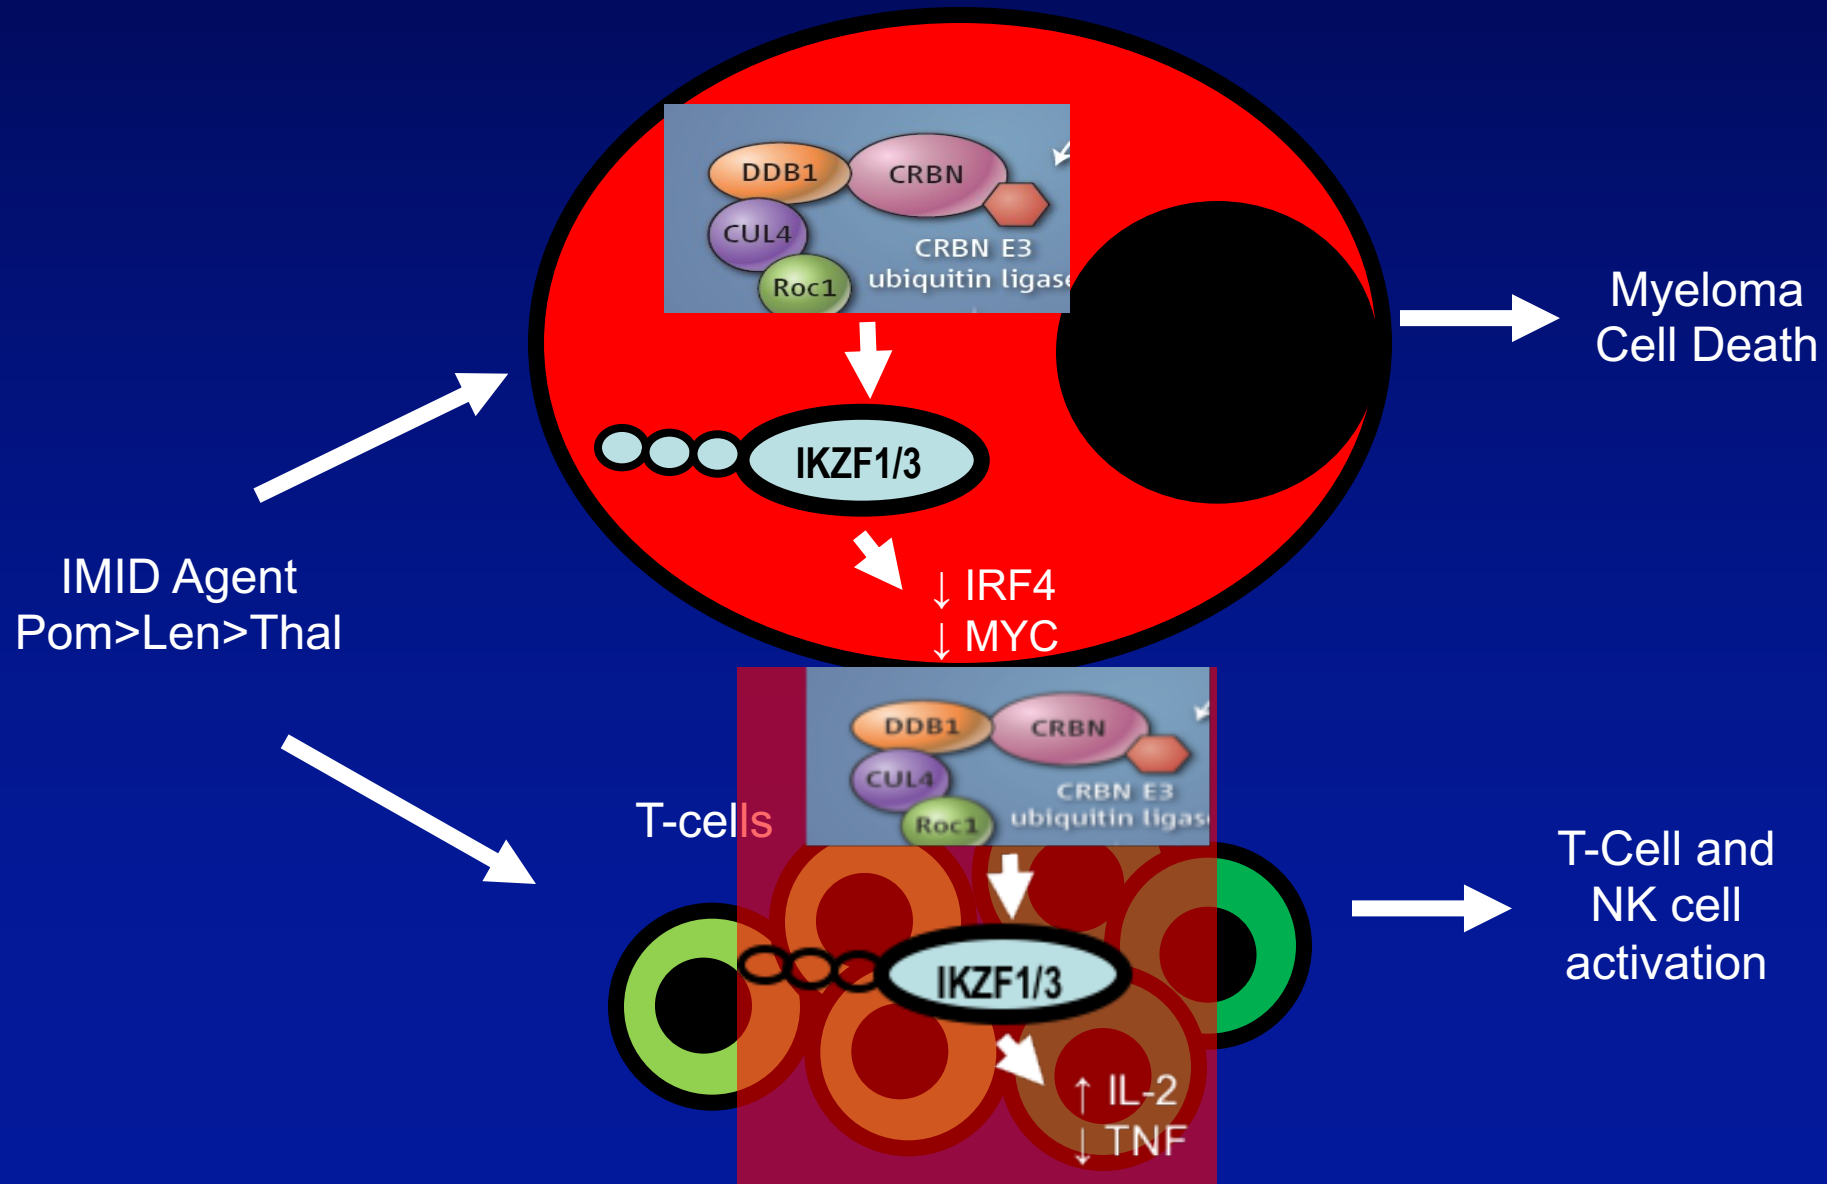 DDB1
CRBN
CUL4
CRBN E3
Roc1
ubiquitin ligase
Myeloma
Cell Death
IKZF1/3
IMID Agent
Pom>Len>Thal
↓ IRF4
↓ MYC
DDB1
CRBN
CUL4
CRBN E3
Roc1
ubiquitin ligas
T-cells
T-Cell and
NK cell
activation
IKZF1/3
↑ IL-2
↓ TNF